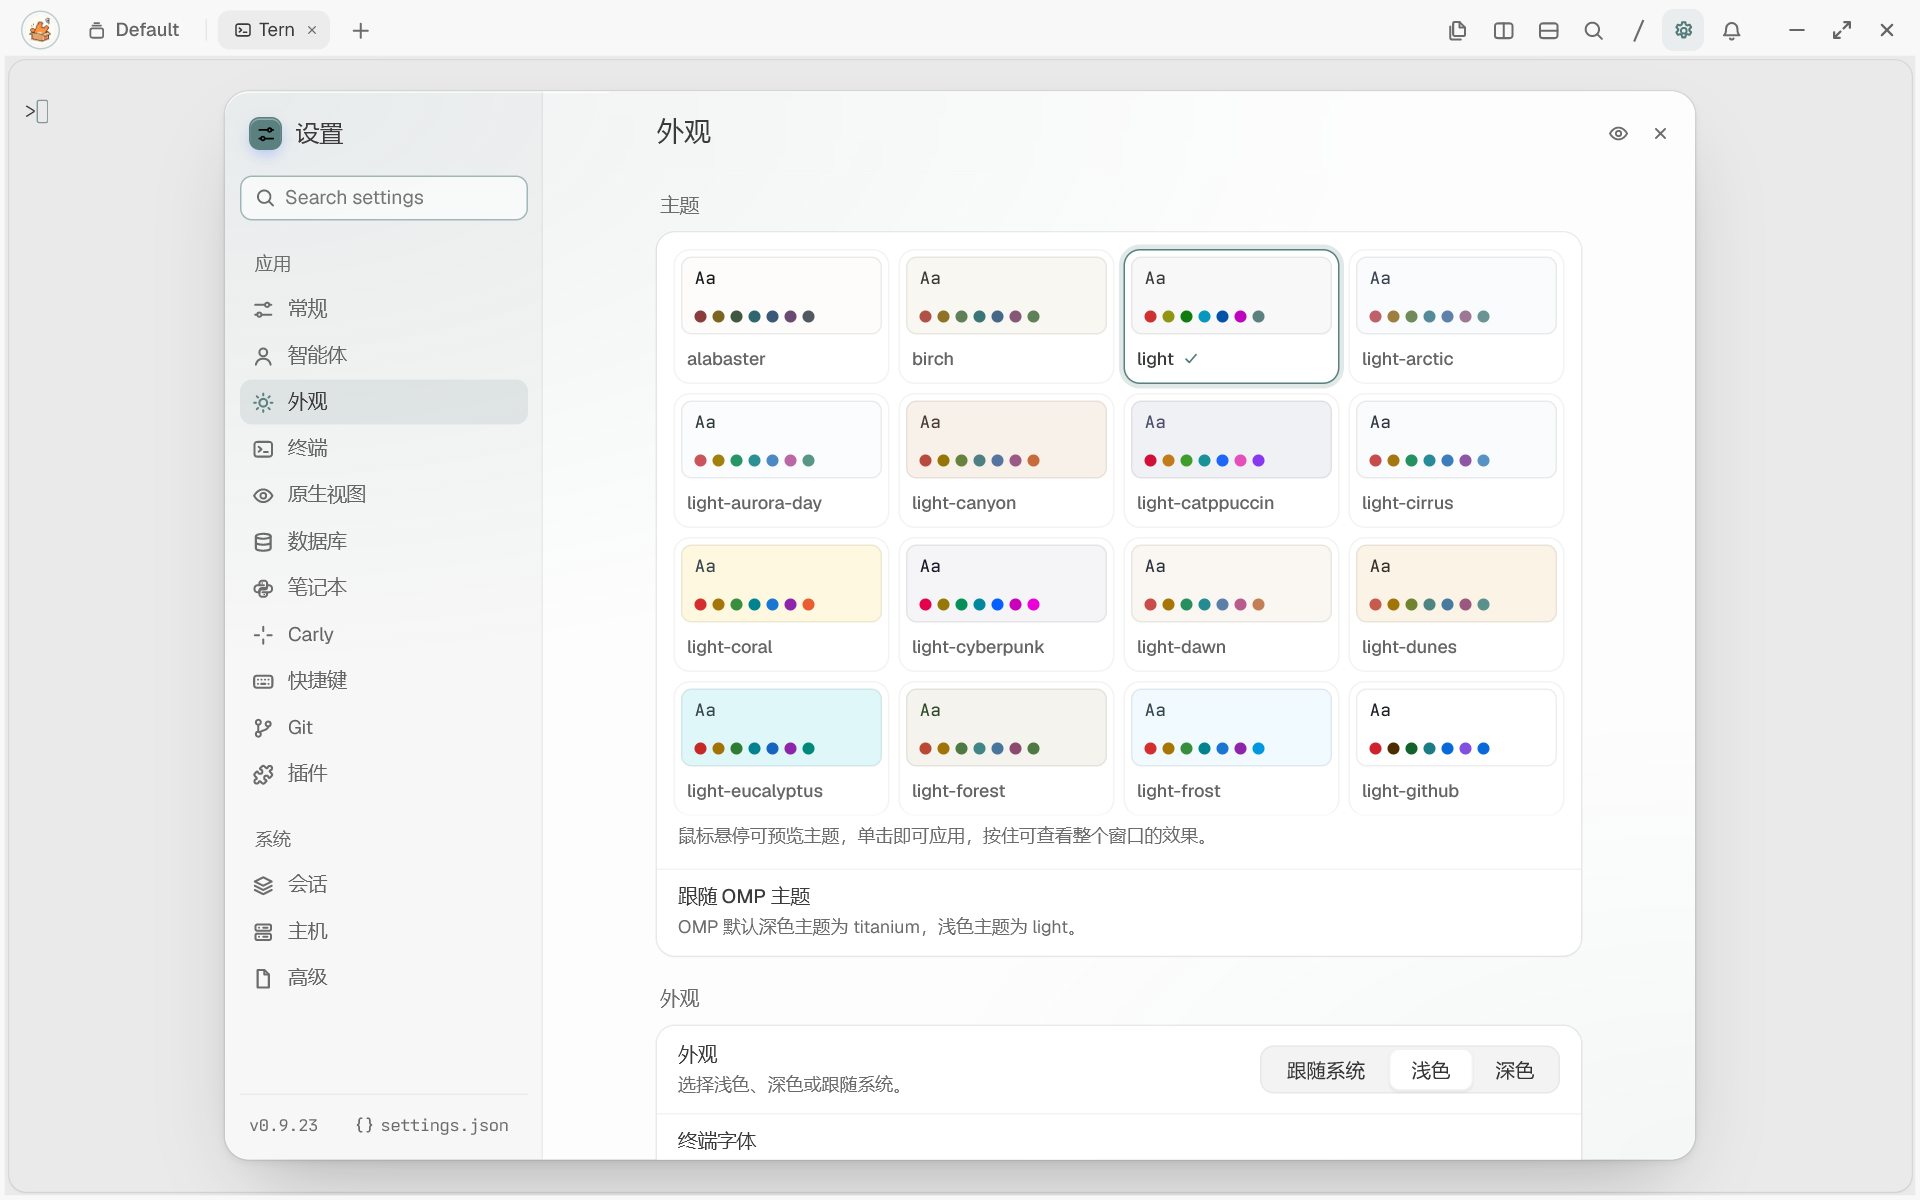 Default
Tern
>
设置
Search settings
应用
常规
智能体
外观
终端
原生视图
数据库
笔记本
Carly
快捷键
Git
插件
系统
会话
主机
高级
v0.9.23
{} settings.json
外观
主题
Aa
alabaster
Aa
birch
Aa
light
Aa
light-arctic
Aa
light-aurora-day
Aa
light-canyon
Aa
light-catppuccin
Aa
light-cirrus
Aa
light-coral
Aa
light-cyberpunk
Aa
light-dawn
Aa
light-dunes
Aa
light-eucalyptus
Aa
light-forest
Aa
light-frost
Aa
light-github
鼠标悬停可预览主题，单击即可应用，按住可查看整个窗口的效果。
跟随 OMP 主题
OMP 默认深色主题为 titanium，浅色主题为 light。
外观
外观
选择浅色、深色或跟随系统。
跟随系统
浅色
深色
终端字体